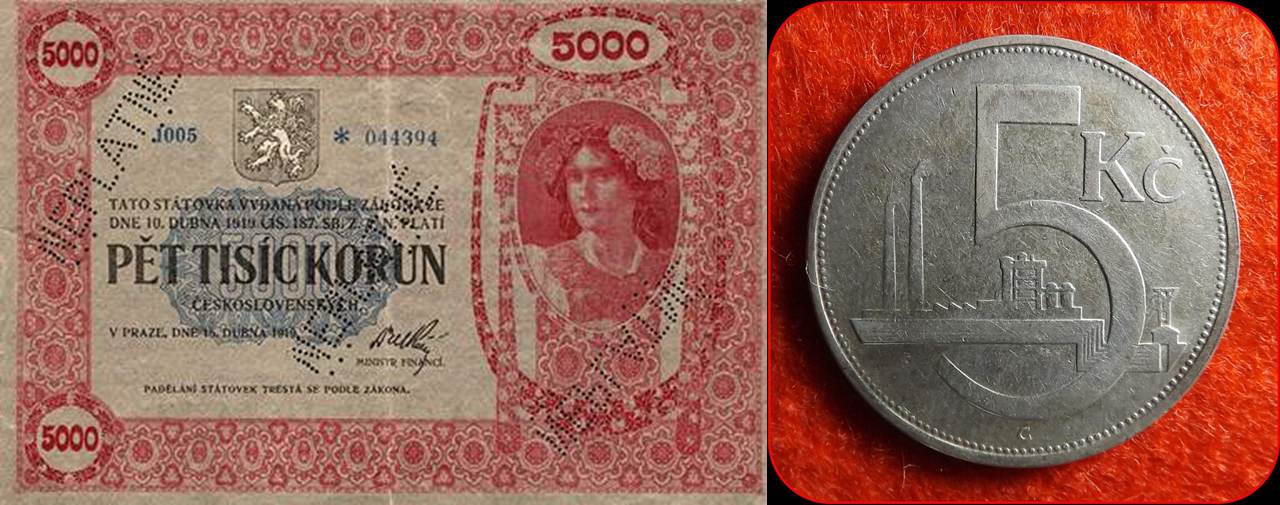 5000
5000
J005 * 044394
TATO STÁTOVKA VYDANÁ PODLE ZÁKONA ZE
DNE 10. DUBNA 1919 ČÍS. 187. SB. Z. A N. PLATÍ
PĚT TISÍC KORUN
ČESKOSLOVENSKÝCH.
V PRAZE, DNE 15. DUBNA 1919.
MINISTR FINANCÍ.
PADĚLÁNÍ STÁTOVEK TRESTÁ SE PODLE ZÁKONA.
5000
NEPLATNÉ
5 Kč